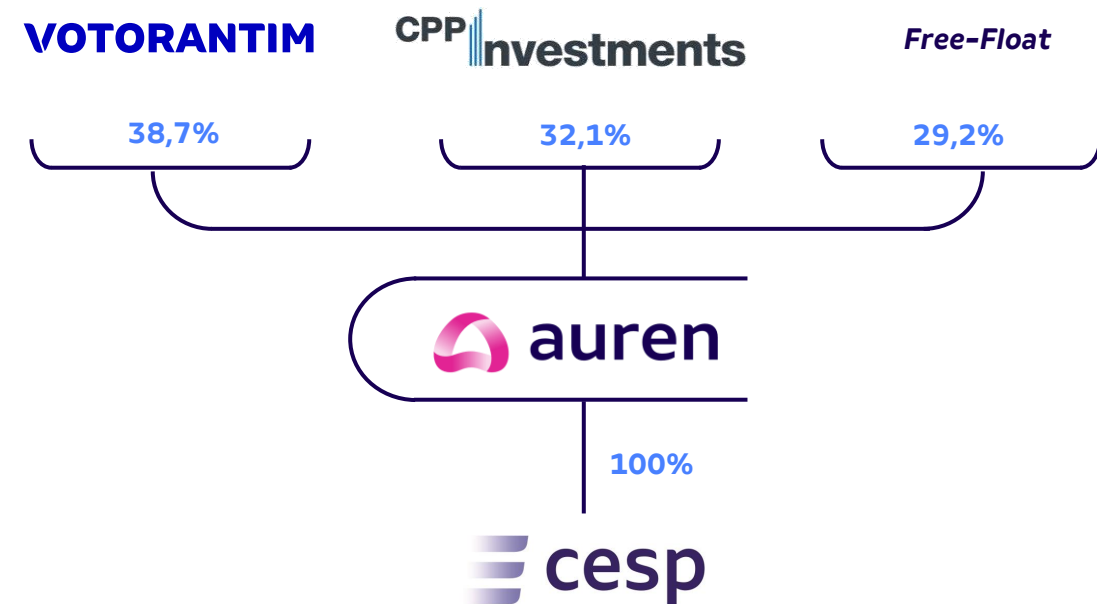 VOTORANTIM
CPP Investments
Free-Float
38,7%
32,1%
29,2%
auren
100%
cesp